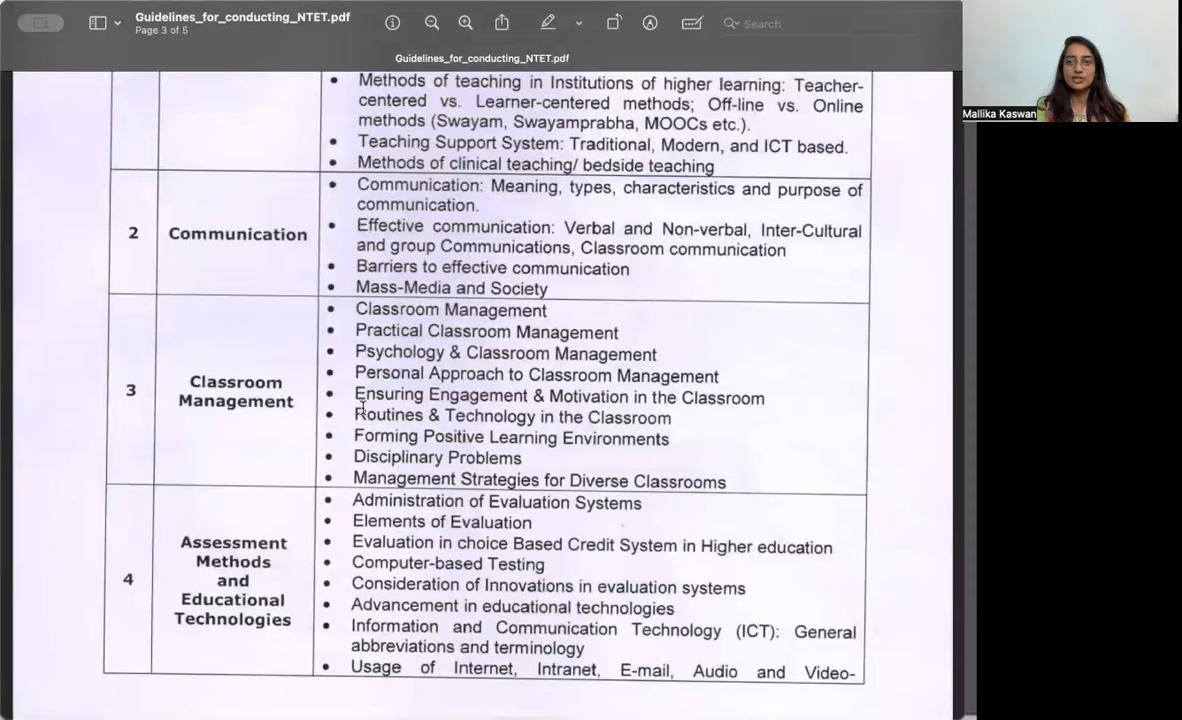 Guidelines_for_conducting_NTET.pdf
Page 3 of 5
Search
Guidelines_for_conducting_NTET.pdf
Mallika Kaswan
• Methods of teaching in Institutions of higher learning: Teacher-
centered vs. Learner-centered methods; Off-line vs. Online
methods (Swayam, Swayamprabha, MOOCs etc.).
• Teaching Support System: Traditional, Modern, and ICT based.
• Methods of clinical teaching/ bedside teaching
2
Communication
• Communication: Meaning, types, characteristics and purpose of
communication.
• Effective communication: Verbal and Non-verbal, Inter-Cultural
and group Communications, Classroom communication
• Barriers to effective communication
• Mass-Media and Society
3
Classroom
Management
• Classroom Management
• Practical Classroom Management
• Psychology & Classroom Management
• Personal Approach to Classroom Management
• Ensuring Engagement & Motivation in the Classroom
• Routines & Technology in the Classroom
• Forming Positive Learning Environments
• Disciplinary Problems
• Management Strategies for Diverse Classrooms
4
Assessment
Methods
and
Educational
Technologies
• Administration of Evaluation Systems
• Elements of Evaluation
• Evaluation in choice Based Credit System in Higher education
• Computer-based Testing
• Consideration of Innovations in evaluation systems
• Advancement in educational technologies
• Information and Communication Technology (ICT): General
abbreviations and terminology
• Usage of Internet, Intranet, E-mail, Audio and Video-